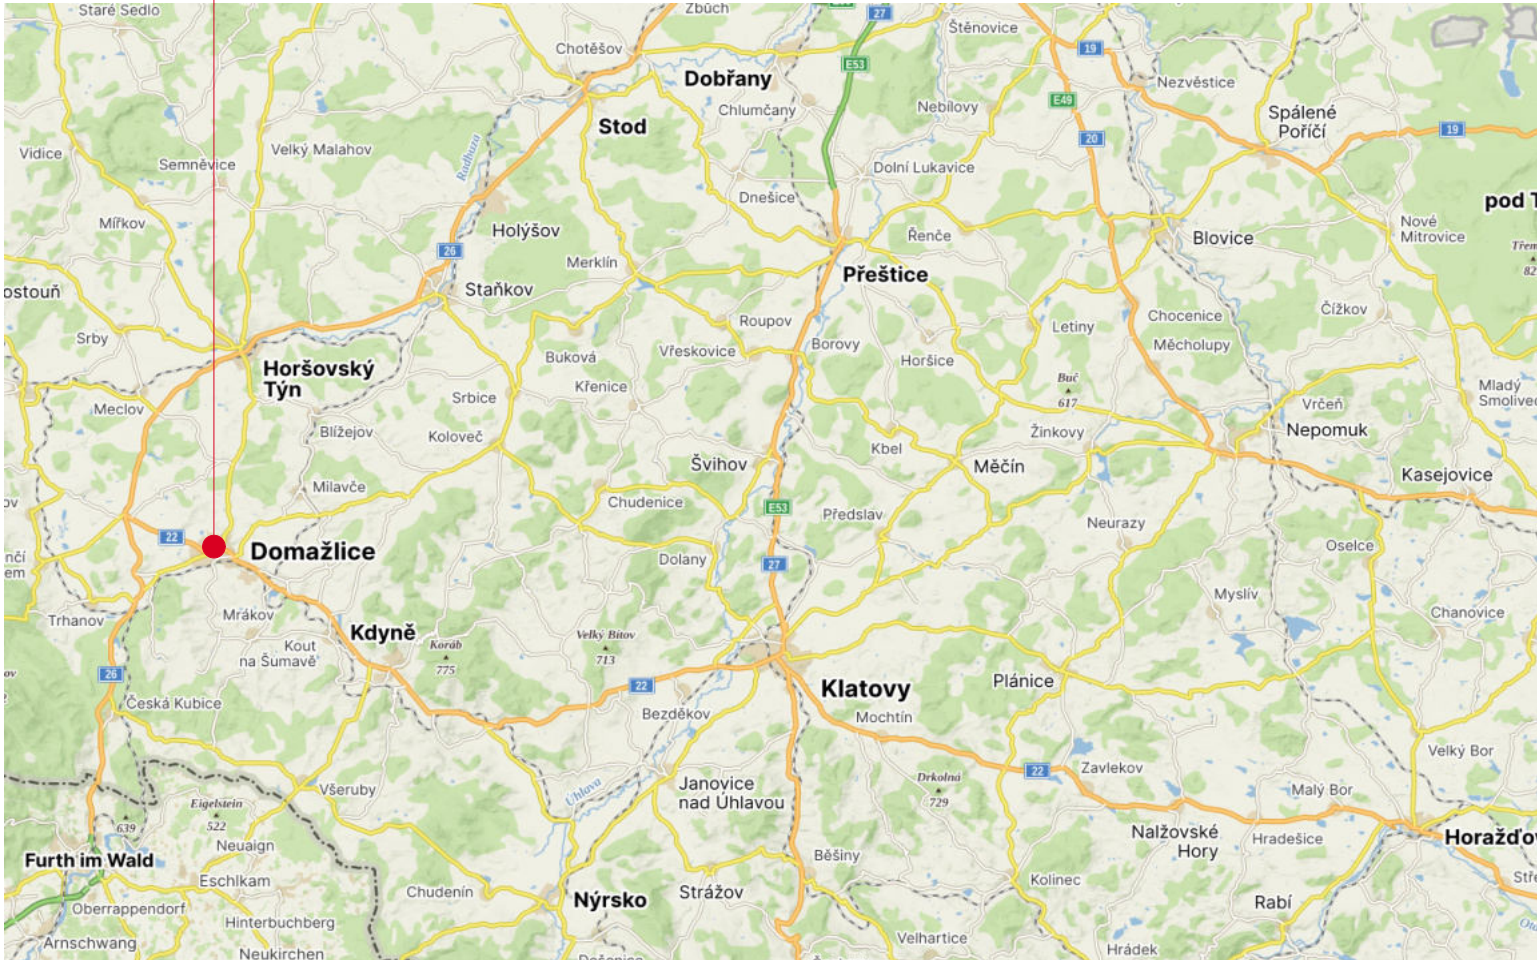 Staré Sedlo
Zbůch
27
Štěnovice
Chotěšov
19
E53
Dobřany
Nezvěstice
Chlumčany
E49
Nebílovy
Spálené
Poříčí
19
Stod
20
Vidice
Semněvice
Velký Malahov
Radbuza
Dolní Lukavice
Dnešice
pod T
Mířkov
Holýšov
Řenče
Blovice
Nové
Mitrovice
26
Merklín
Přeštice
82
ostouň
Staňkov
Čížkov
Roupov
Letiny
Chocenice
Srby
Buková
Vřeskovice
Borovy
Horšice
Měcholupy
Horšovský
Týn
Křenice
Buč
617
Mladý
Smolivec
Meclov
Srbice
Vrčeň
Blížejov
Koloveč
Kbel
Žinkovy
Nepomuk
Švihov
Měčín
Kasejovice
Milavče
Chudenice
E53
Předslav
Neurazy
22
Domažlice
Oselce
nčí
em
Dolany
27
Mrákov
Myslív
Chanovice
Trhanov
Kdyně
Velký Bítov
713
Kout
na Šumavě
Koráb
775
26
22
Klatovy
Plánice
Česká Kubice
Bezděkov
Mochtín
Velký Bor
22
Zavlekov
Všeruby
Úhlava
Janovice
nad Úhlavou
Drkolná
729
Malý Bor
Eigelstein
522
639
Nalžovské
Hory
Hradešice
Horažďov
Neuaign
Furth im Wald
Běšiny
Eschlkam
Chudenín
Nýrsko
Strážov
Kolinec
Stře
Oberrappendorf
Rabí
Hinterbuchberg
Arnschwang
Velhartice
Neukirchen
Hrádek